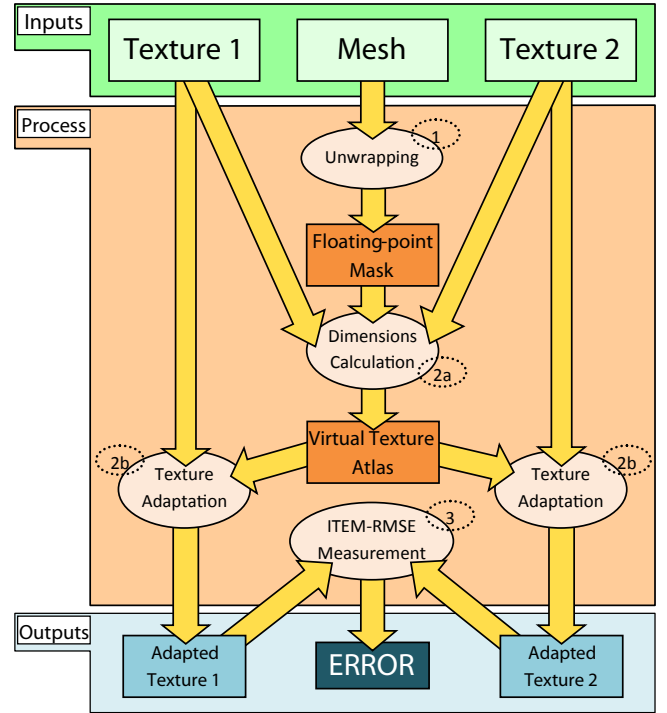 Inputs
Texture 1
Mesh
Texture 2
Process
1
Unwrapping
Floating-point
Mask
Dimensions
Calculation
2a
Virtual Texture
Atlas
2b
Texture
Adaptation
2b
Texture
Adaptation
3
ITEM-RMSE
Measurement
Outputs
Adapted
Texture 1
ERROR
Adapted
Texture 2